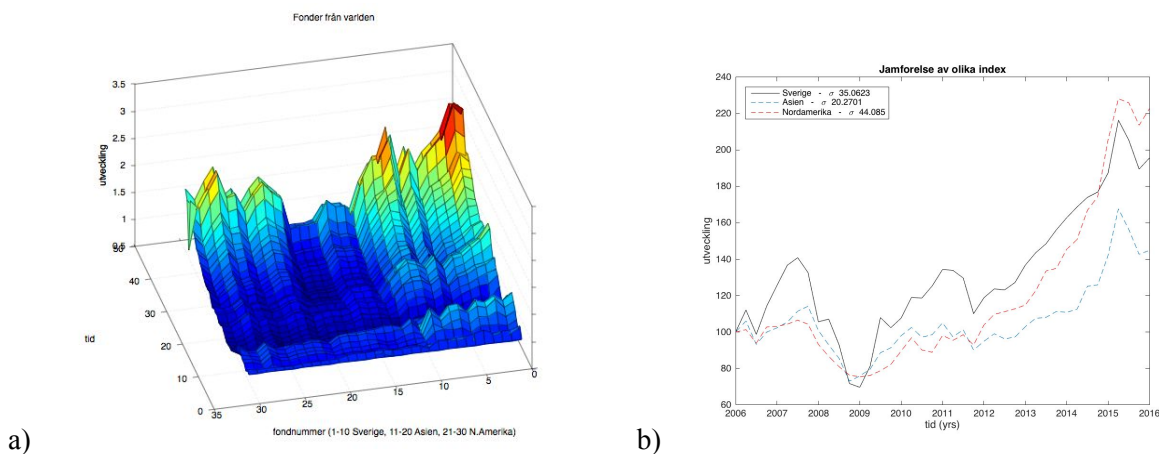 Fonder från varlden
3.5
3
2.5
2
1.5
1
0.5
utveckling
50
40
30
20
10
0
tid
35
30
25
20
15
10
5
0
fondnummer (1-10 Sverige, 11-20 Asien, 21-30 N.Amerika)
a)
Jamforelse av olika index
240
220
200
180
160
140
120
100
80
60
utveckling
Sverige - σ 35.0623
Asien - σ 20.2701
Nordamerika - σ 44.085
2006 2007 2008 2009 2010 2011 2012 2013 2014 2015 2016
tid (yrs)
b)